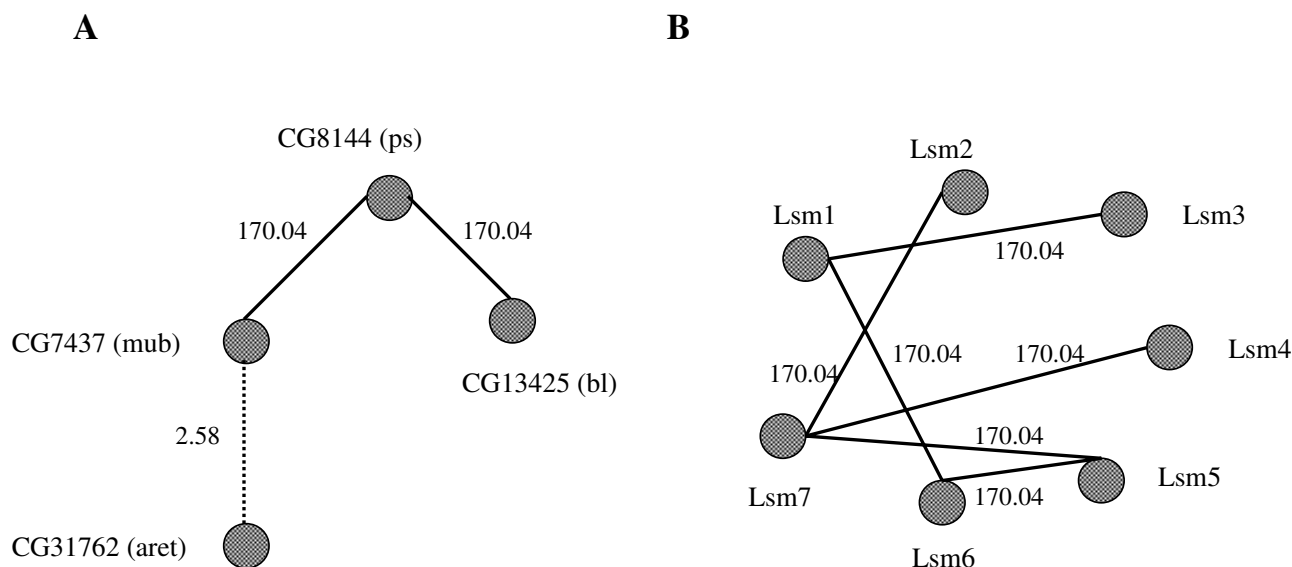 A
B
CG8144 (ps)
170.04
170.04
CG7437 (mub)
CG13425 (bl)
2.58
CG31762 (aret)
Lsm2
Lsm1
Lsm3
170.04
170.04
170.04
Lsm4
170.04
170.04
Lsm5
Lsm7
170.04
Lsm6